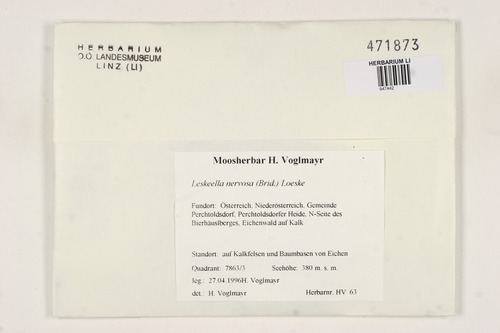 HERBARIUM
O.Ö. LANDESMUSEUM
LINZ (LI)
471873
HERBARIUM LI
Moosherbar H. Voglmayr
Leskeella nervosa (Brid.) Loeske
Fundort: Österreich, Niederösterreich, Gemeinde
Perchtoldsdorf, Perchtoldsdorfer Heide, N-Seite des
Bierhäuslberges, Eichenwald auf Kalk
Standort: auf Kalkfelsen und Baumbasen von Eichen
Quadrant: 7863/3 Seehöhe: 380 m. s. m.
leg.: 27.04.1996H. Voglmayr
det.: H. Voglmayr Herbarnr. HV 63